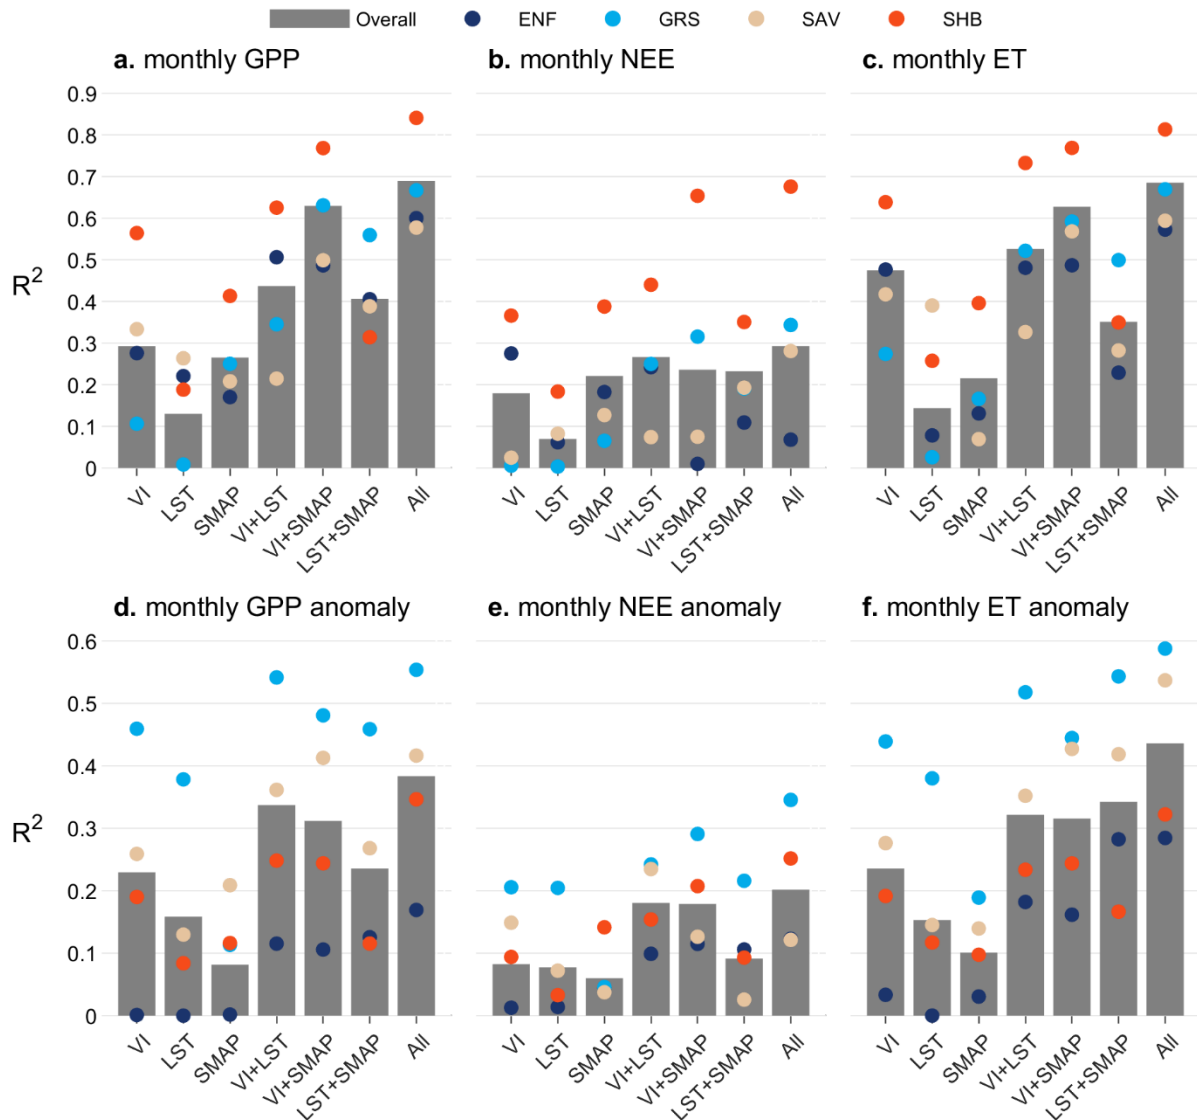 Overall ENF GRS SAV SHB
a. monthly GPP b. monthly NEE c. monthly ET
0.9
0.8
0.7
0.6
0.5
R²
0.4
0.3
0.2
0.1
0
VI LST SMAP VI+LST VI+SMAP LST+SMAP All VI LST SMAP VI+LST VI+SMAP LST+SMAP All VI LST SMAP VI+LST VI+SMAP LST+SMAP All
d. monthly GPP anomaly e. monthly NEE anomaly f. monthly ET anomaly
0.6
0.5
0.4
0.3
R²
0.2
0.1
0
VI LST SMAP VI+LST VI+SMAP LST+SMAP All VI LST SMAP VI+LST VI+SMAP LST+SMAP All VI LST SMAP VI+LST VI+SMAP LST+SMAP All